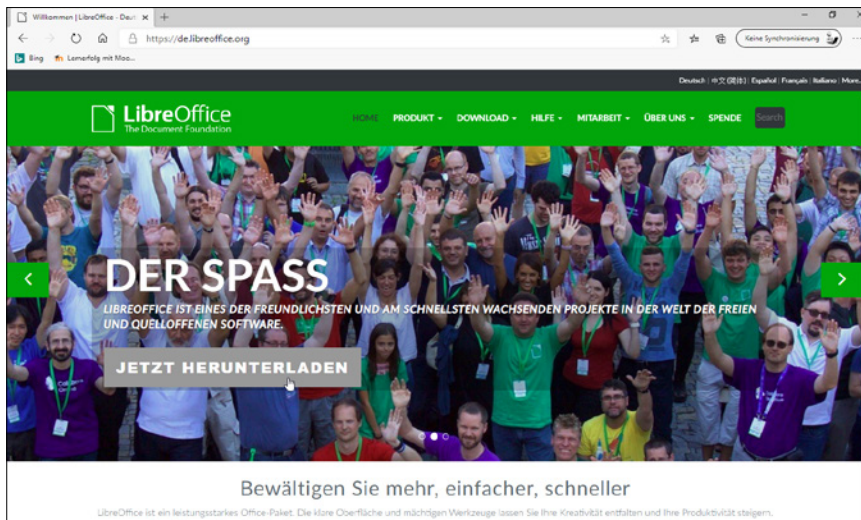 Willkommen | LibreOffice - Deut
https://de.libreoffice.org
Keine Synchronisierung
Bing Lernerfolg mit Moo...
Deutsch | 中文 (简体) | Español | Français | Italiano | More...
LibreOffice
The Document Foundation
HOME PRODUKT DOWNLOAD HILFE MITARBEIT ÜBER UNS SPENDE Search
DER SPASS
LIBREOFFICE IST EINES DER FREUNDLICHSTEN UND AM SCHNELLSTEN WACHSENDEN PROJEKTE IN DER WELT DER FREIEN
UND QUELLOFFENEN SOFTWARE.
JETZT HERUNTERLADEN
Bewältigen Sie mehr, einfacher, schneller
LibreOffice ist ein leistungsstarkes Office-Paket. Die klare Oberfläche und mächtigen Werkzeuge lassen Sie Ihre Kreativität entfalten und Ihre Produktivität steigern.